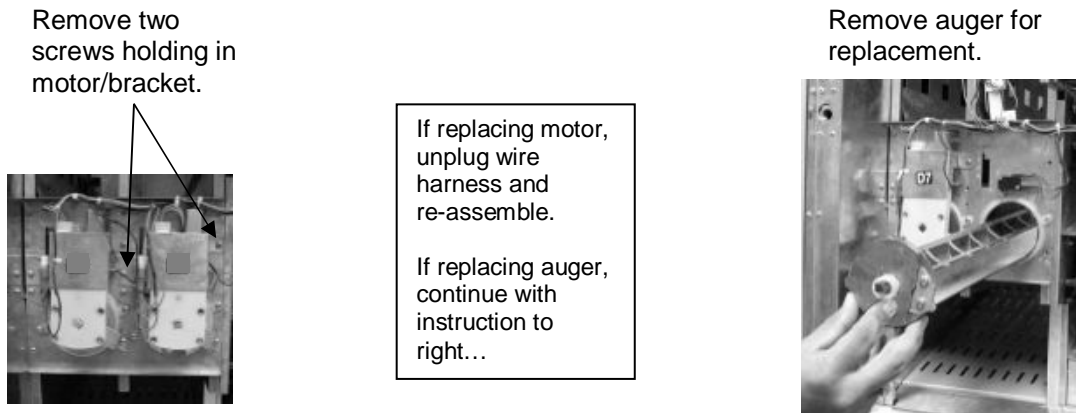 Remove two
screws holding in
motor/bracket.
If replacing motor,
unplug wire
harness and
re-assemble.
If replacing auger,
continue with
instruction to
right…
Remove auger for
replacement.
D7